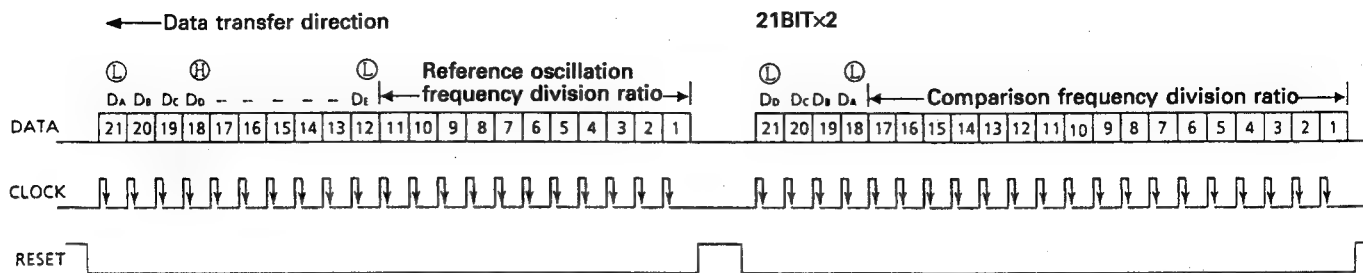 Data transfer direction
21BIT×2
Ⓛ Ⓗ Ⓛ Reference oscillation
Ⓛ Ⓛ
DA DB DC DD – – – – – DE frequency division ratio
DD DC DB DA Comparison frequency division ratio
DATA 21 20 19 18 17 16 15 14 13 12 11 10 9 8 7 6 5 4 3 2 1
21 20 19 18 17 16 15 14 13 12 11 10 9 8 7 6 5 4 3 2 1
CLOCK
RESET